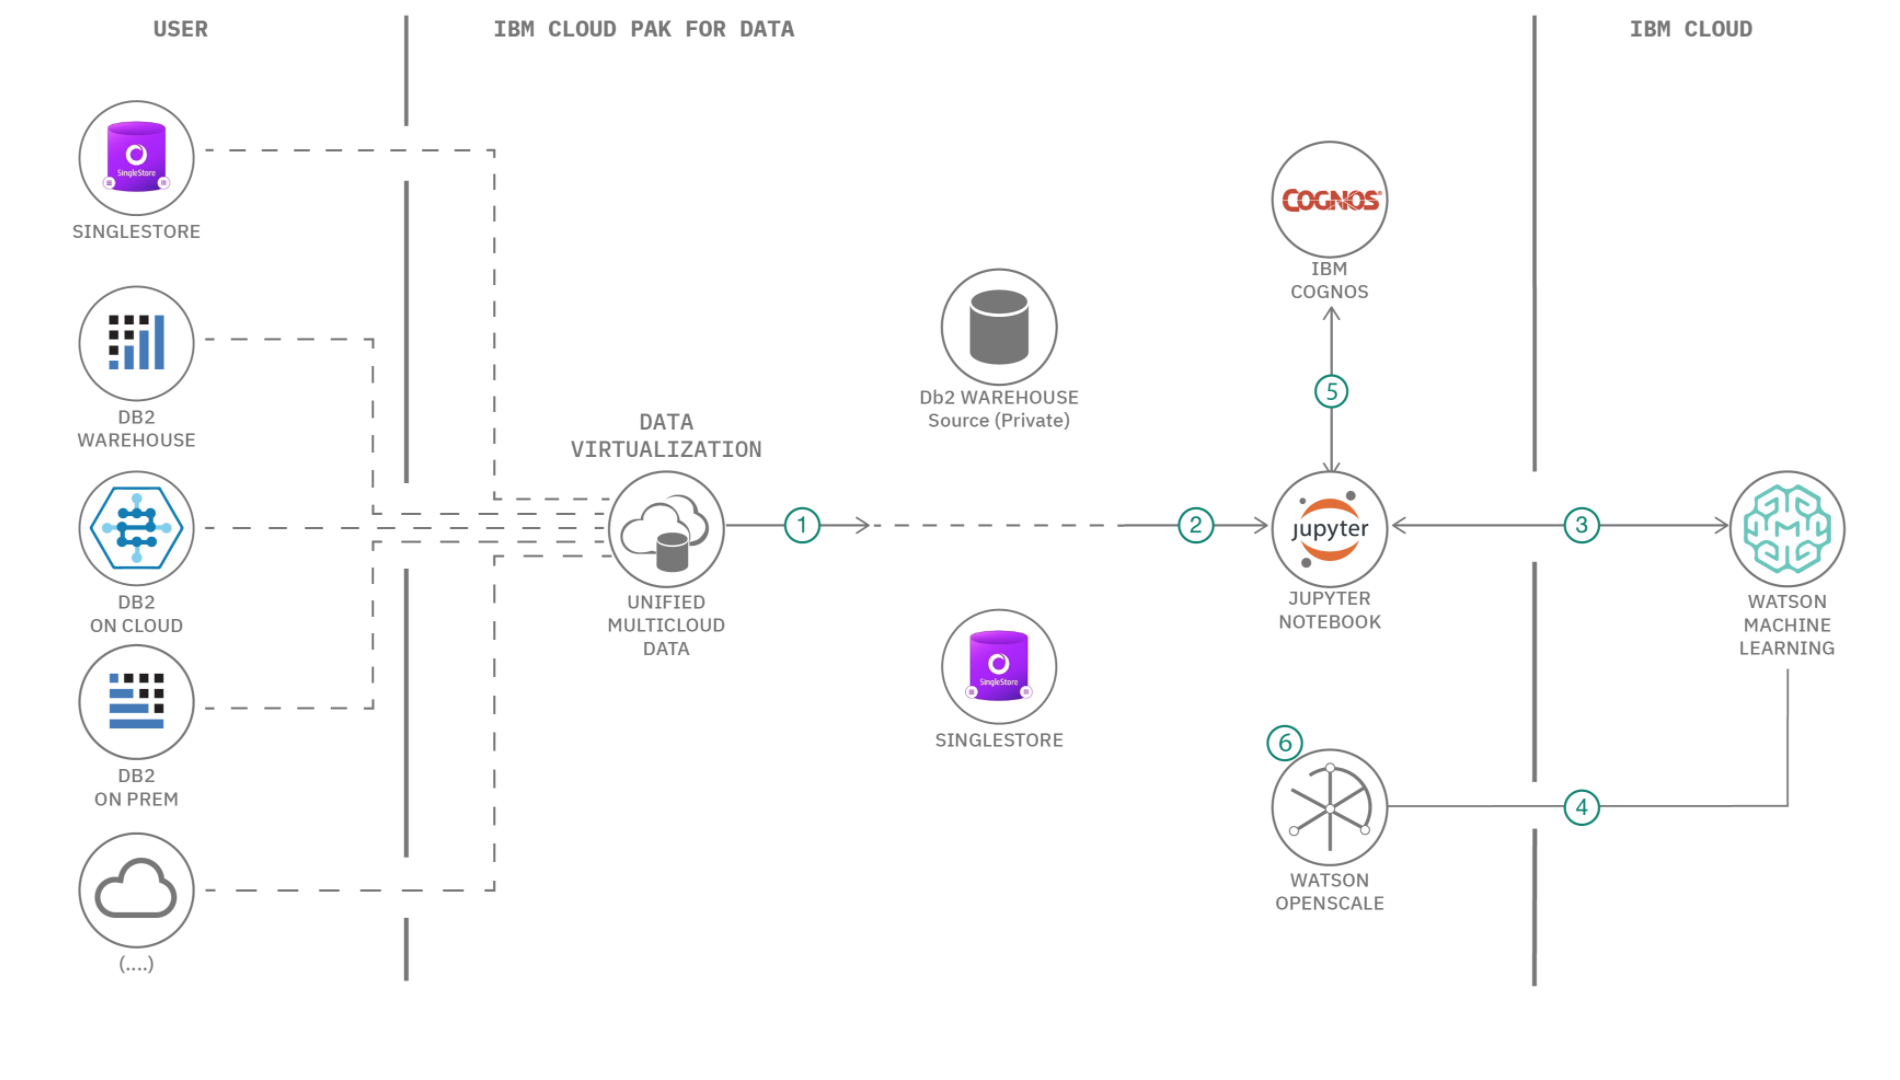 USER
IBM CLOUD PAK FOR DATA
IBM CLOUD
SingleStore
SINGLESTORE
DB2
WAREHOUSE
DB2
ON CLOUD
DB2
ON PREM
(....)
DATA
VIRTUALIZATION
UNIFIED
MULTICLOUD
DATA
1
Db2 WAREHOUSE
Source (Private)
SingleStore
SINGLESTORE
2
COGNOS®
IBM
COGNOS
5
jupyter
JUPYTER
NOTEBOOK
3
M
WATSON
MACHINE
LEARNING
6
WATSON
OPENSCALE
4